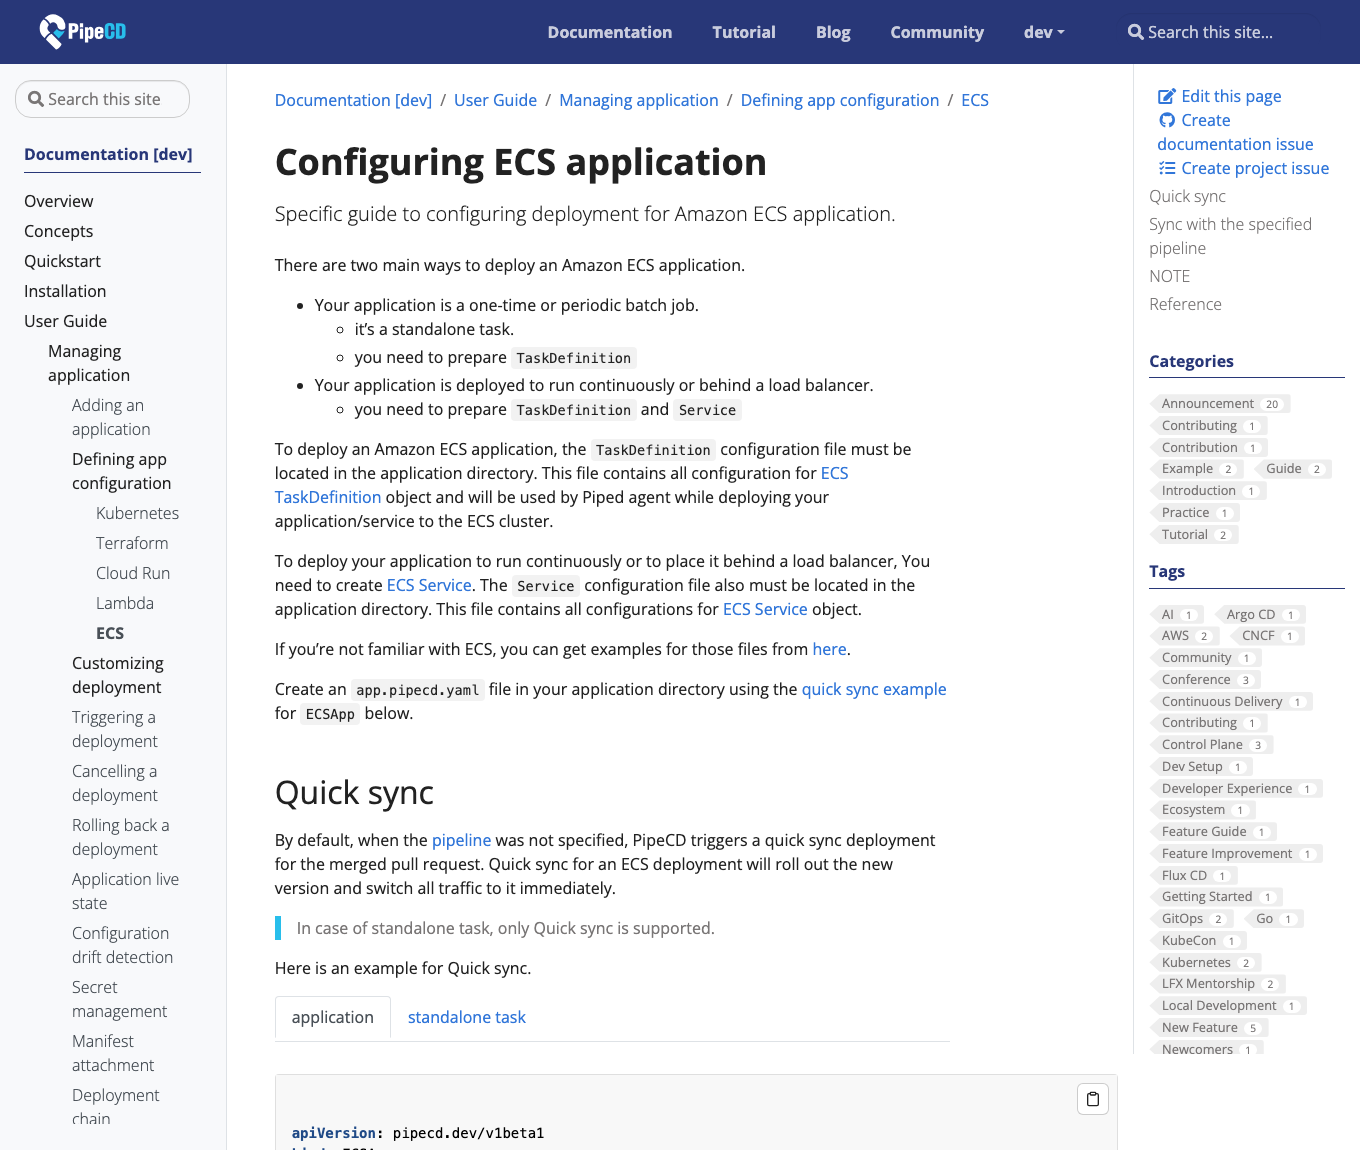 PipeCD
Documentation
Tutorial
Blog
Community
dev
Search this site...
Search this site
Documentation [dev]
Overview
Concepts
Quickstart
Installation
User Guide
Managing
application
Adding an
application
Defining app
configuration
Kubernetes
Terraform
Cloud Run
Lambda
ECS
Customizing
deployment
Triggering a
deployment
Cancelling a
deployment
Rolling back a
deployment
Application live
state
Configuration
drift detection
Secret
management
Manifest
attachment
Deployment
chain
Documentation [dev] / User Guide / Managing application / Defining app configuration / ECS
Configuring ECS application
Specific guide to configuring deployment for Amazon ECS application.
There are two main ways to deploy an Amazon ECS application.
• Your application is a one-time or periodic batch job.
◦ it’s a standalone task.
◦ you need to prepare TaskDefinition
• Your application is deployed to run continuously or behind a load balancer.
◦ you need to prepare TaskDefinition and Service
To deploy an Amazon ECS application, the TaskDefinition configuration file must be
located in the application directory. This file contains all configuration for ECS
TaskDefinition object and will be used by Piped agent while deploying your
application/service to the ECS cluster.
To deploy your application to run continuously or to place it behind a load balancer, You
need to create ECS Service. The Service configuration file also must be located in the
application directory. This file contains all configurations for ECS Service object.
If you’re not familiar with ECS, you can get examples for those files from here.
Create an app.pipecd.yaml file in your application directory using the quick sync example
for ECSApp below.
Quick sync
By default, when the pipeline was not specified, PipeCD triggers a quick sync deployment
for the merged pull request. Quick sync for an ECS deployment will roll out the new
version and switch all traffic to it immediately.
In case of standalone task, only Quick sync is supported.
Here is an example for Quick sync.
application
standalone task
apiVersion: pipecd.dev/v1beta1
Edit this page
Create
documentation issue
Create project issue
Quick sync
Sync with the specified
pipeline
NOTE
Reference
Categories
Announcement 20
Contributing 1
Contribution 1
Example 2 Guide 2
Introduction 1
Practice 1
Tutorial 2
Tags
AI 1 Argo CD 1
AWS 2 CNCF 1
Community 1
Conference 3
Continuous Delivery 1
Contributing 1
Control Plane 3
Dev Setup 1
Developer Experience 1
Ecosystem 1
Feature Guide 1
Feature Improvement 1
Flux CD 1
Getting Started 1
GitOps 2 Go 1
KubeCon 1
Kubernetes 2
LFX Mentorship 2
Local Development 1
New Feature 5
Newcomers 1